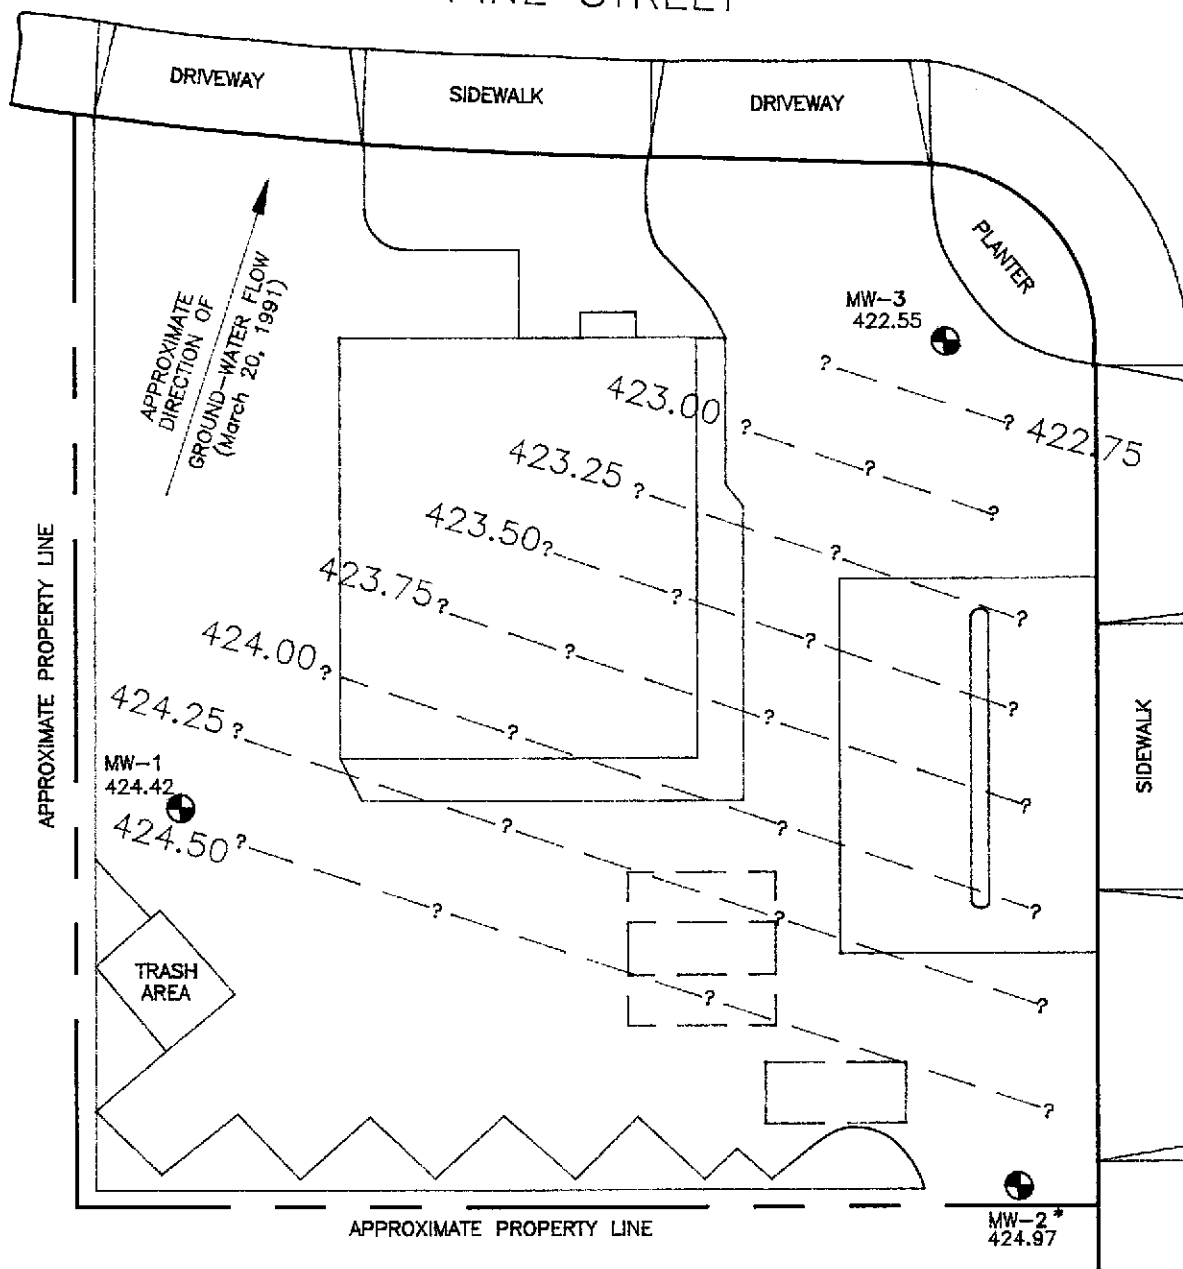 PINE STREET
DRIVEWAY
SIDEWALK
DRIVEWAY
PLANTER
APPROXIMATE
DIRECTION OF
GROUND-WATER FLOW
(March 20, 1991)
MW-3
422.55
? ? 422.75
423.00 ? ? ?
423.25 ? ? ?
423.50 ? ? ? ?
423.75 ? ? ? ?
424.00 ? ? ? ?
424.25 ? ? ? ?
MW-1
424.42
424.50 ? ? ? ?
APPROXIMATE PROPERTY LINE
SIDEWALK
TRASH
AREA
APPROXIMATE PROPERTY LINE
MW-2*
424.97